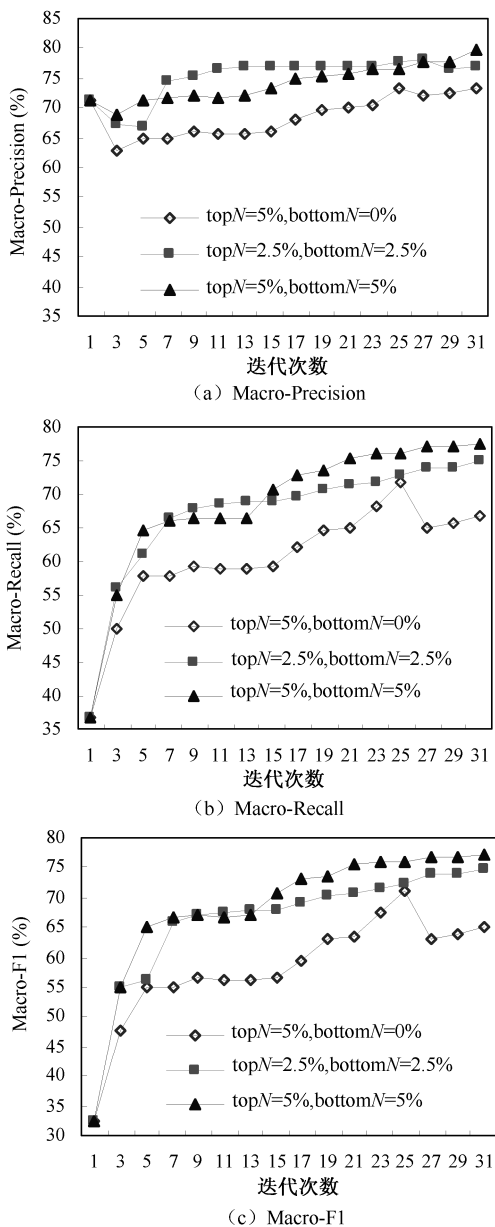 85
80
75
70
65
60
55
50
45
40
35
Macro-Precision (%)
topN=5%,bottomN=0%
topN=2.5%,bottomN=2.5%
topN=5%,bottomN=5%
1 3 5 7 9 11 13 15 17 19 21 23 25 27 29 31
迭代次数
（a）Macro-Precision
80
75
70
65
60
55
50
45
40
35
Macro-Recall (%)
topN=5%,bottomN=0%
topN=2.5%,bottomN=2.5%
topN=5%,bottomN=5%
1 3 5 7 9 11 13 15 17 19 21 23 25 27 29 31
迭代次数
（b）Macro-Recall
80
75
70
65
60
55
50
45
40
35
30
Macro-F1 (%)
topN=5%,bottomN=0%
topN=2.5%,bottomN=2.5%
topN=5%,bottomN=5%
1 3 5 7 9 11 13 15 17 19 21 23 25 27 29 31
迭代次数
（c）Macro-F1